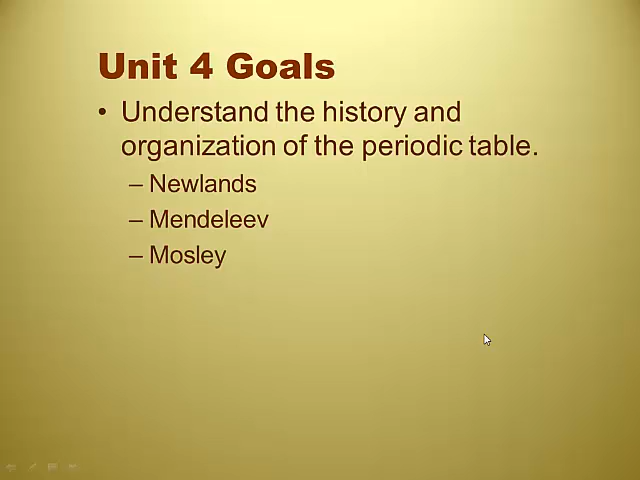 Unit 4 Goals
• Understand the history and
organization of the periodic table.
– Newlands
– Mendeleev
– Mosley